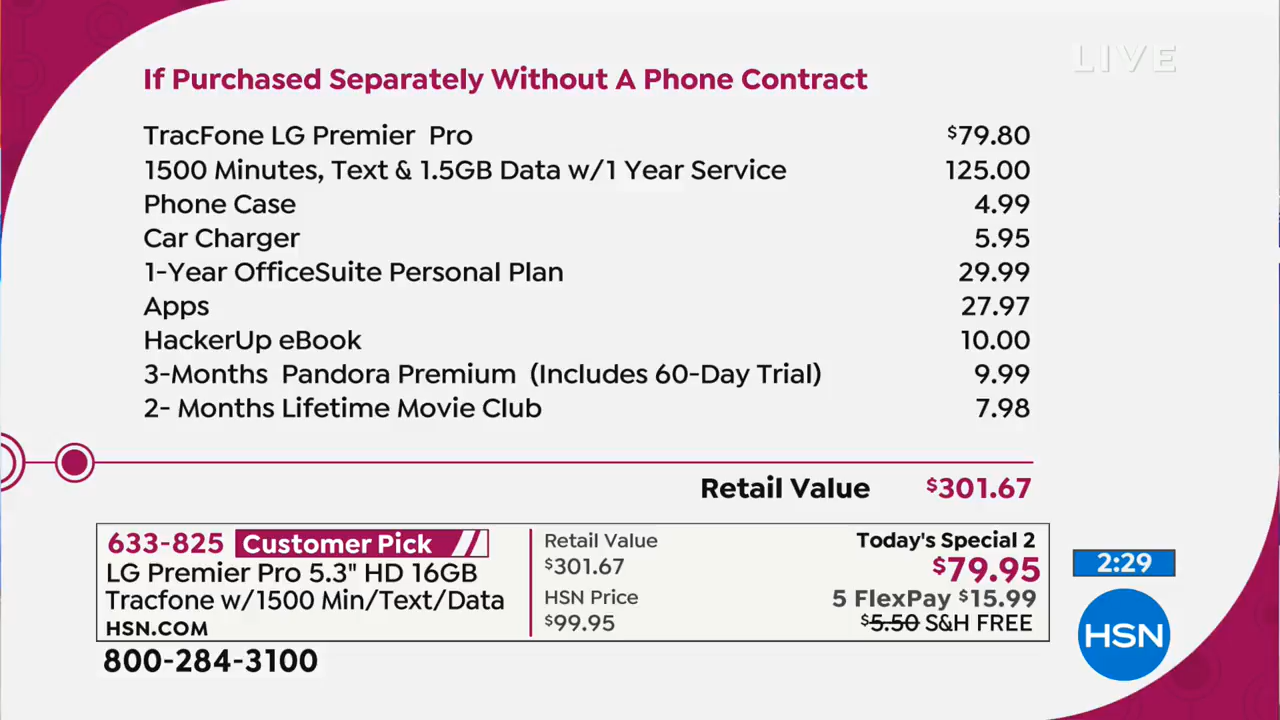 LIVE
If Purchased Separately Without A Phone Contract
TracFone LG Premier Pro $79.80
1500 Minutes, Text & 1.5GB Data w/1 Year Service 125.00
Phone Case 4.99
Car Charger 5.95
1-Year OfficeSuite Personal Plan 29.99
Apps 27.97
HackerUp eBook 10.00
3-Months Pandora Premium (Includes 60-Day Trial) 9.99
2- Months Lifetime Movie Club 7.98
Retail Value $301.67
633-825 Customer Pick
LG Premier Pro 5.3" HD 16GB
Tracfone w/1500 Min/Text/Data
HSN.COM
Retail Value
$301.67
HSN Price
$99.95
Today's Special 2
$79.95
5 FlexPay $15.99
$5.50 S&H FREE
2:29
HSN
800-284-3100